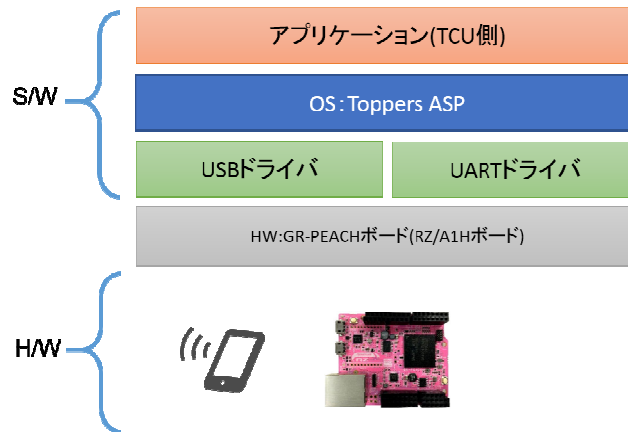 アプリケーション(TCU側)
S/W
OS：Toppers ASP
USBドライバ
UARTドライバ
HW:GR-PEACHボード(RZ/A1Hボード)
H/W